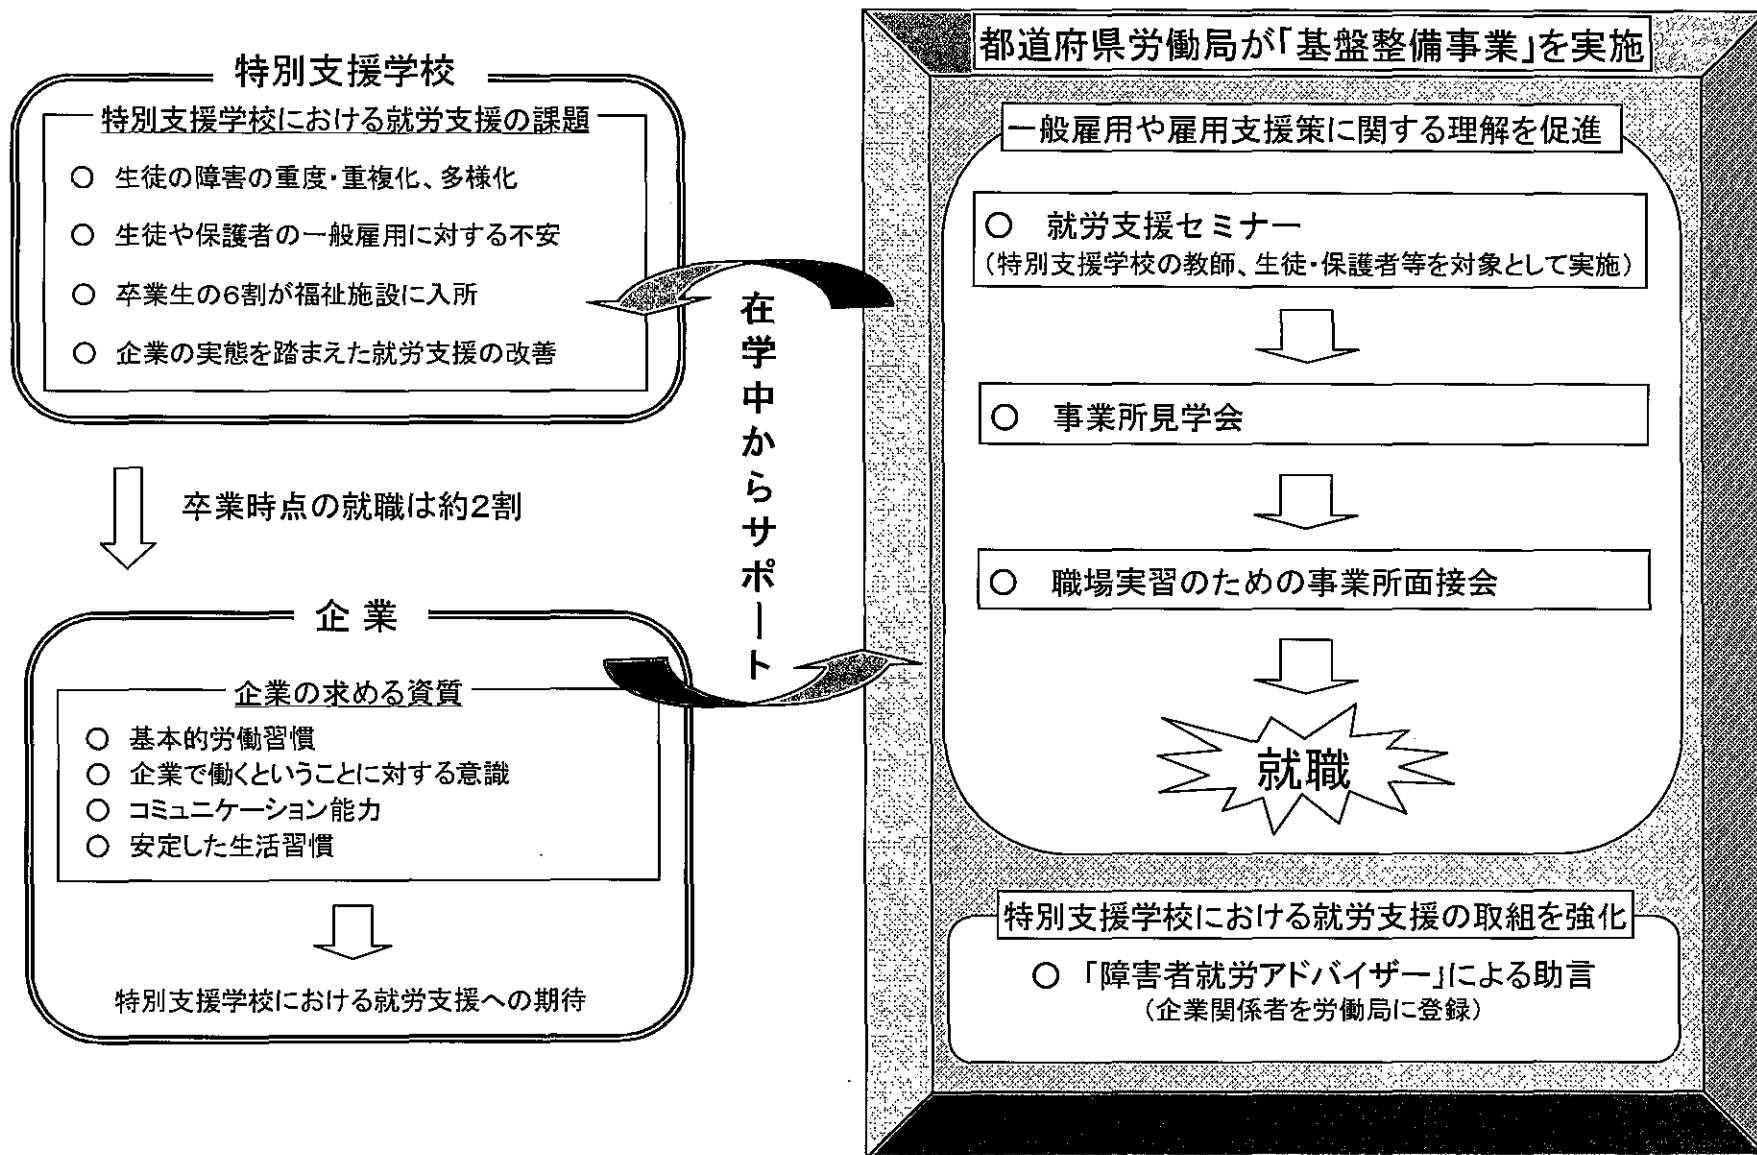 特別支援学校
特別支援学校における就労支援の課題
○ 生徒の障害の重度・重複化、多様化
○ 生徒や保護者の一般雇用に対する不安
○ 卒業生の6割が福祉施設に入所
○ 企業の実態を踏まえた就労支援の改善
卒業時点の就職は約2割
企業
企業の求める資質
○ 基本的労働習慣
○ 企業で働くということに対する意識
○ コミュニケーション能力
○ 安定した生活習慣
特別支援学校における就労支援への期待
在学中からサポート
都道府県労働局が「基盤整備事業」を実施
一般雇用や雇用支援策に関する理解を促進
○ 就労支援セミナー
（特別支援学校の教師、生徒・保護者等を対象として実施）
○ 事業所見学会
○ 職場実習のための事業所面接会
就職
特別支援学校における就労支援の取組を強化
○ 「障害者就労アドバイザー」による助言
（企業関係者を労働局に登録）